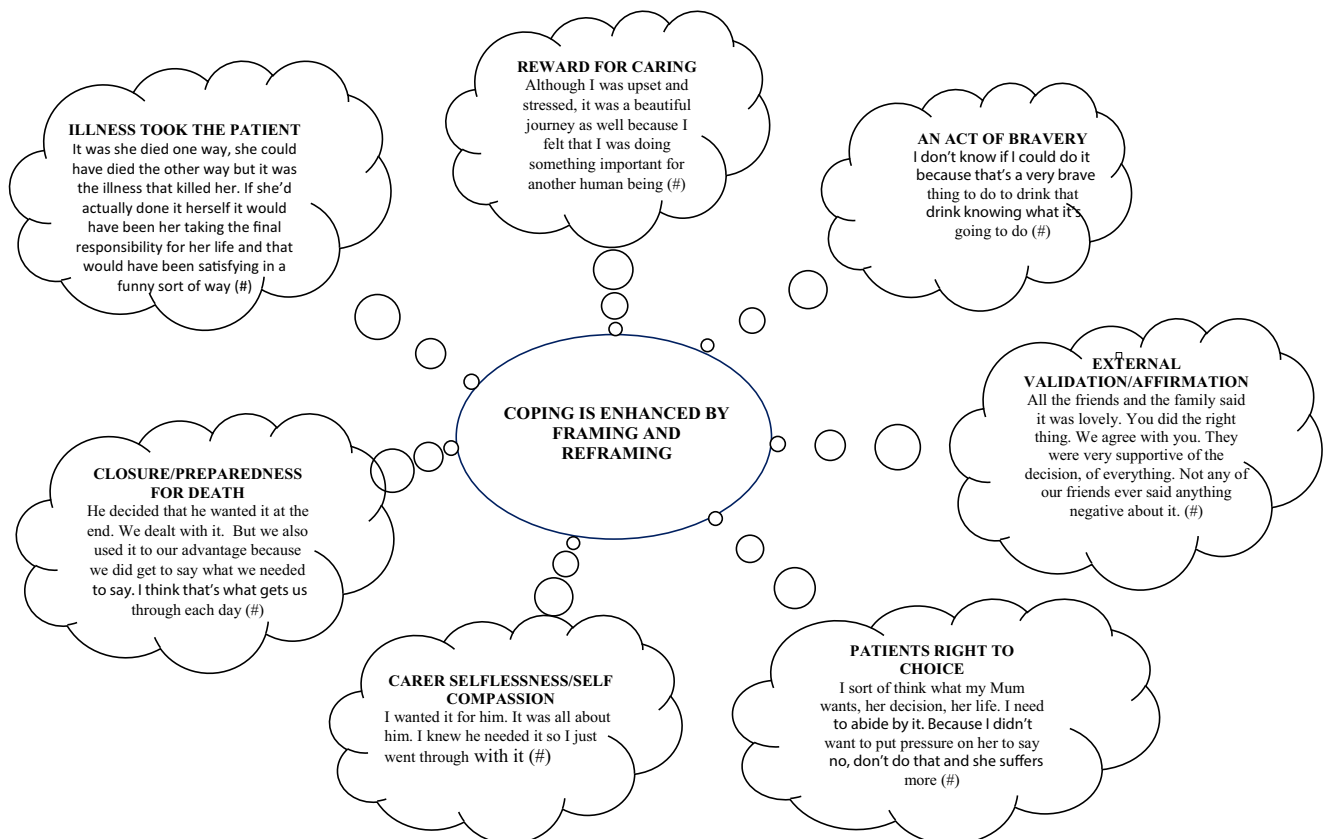 REWARD FOR CARING
Although I was upset and
stressed, it was a beautiful
journey as well because I
felt that I was doing
something important for
another human being (#)
ILLNESS TOOK THE PATIENT
It was she died one way, she could
have died the other way but it was
the illness that killed her. If she’d
actually done it herself it would
have been her taking the final
responsibility for her life and that
would have been satisfying in a
funny sort of way (#)
AN ACT OF BRAVERY
I don’t know if I could do it
because that’s a very brave
thing to do to drink that
drink knowing what it’s
going to do (#)
EXTERNAL
VALIDATION/AFFIRMATION
All the friends and the family said
it was lovely. You did the right
thing. We agree with you. They
were very supportive of the
decision, of everything. Not any of
our friends ever said anything
negative about it. (#)
COPING IS ENHANCED BY
FRAMING AND
REFRAMING
CLOSURE/PREPAREDNESS
FOR DEATH
He decided that he wanted it at the
end. We dealt with it. But we also
used it to our advantage because
we did get to say what we needed
to say. I think that’s what gets us
through each day (#)
CARER SELFLESSNESS/SELF
COMPASSION
I wanted it for him. It was all about
him. I knew he needed it so I just
went through with it (#)
PATIENTS RIGHT TO
CHOICE
I sort of think what my Mum
wants, her decision, her life. I need
to abide by it. Because I didn’t
want to put pressure on her to say
no, don’t do that and she suffers
more (#)